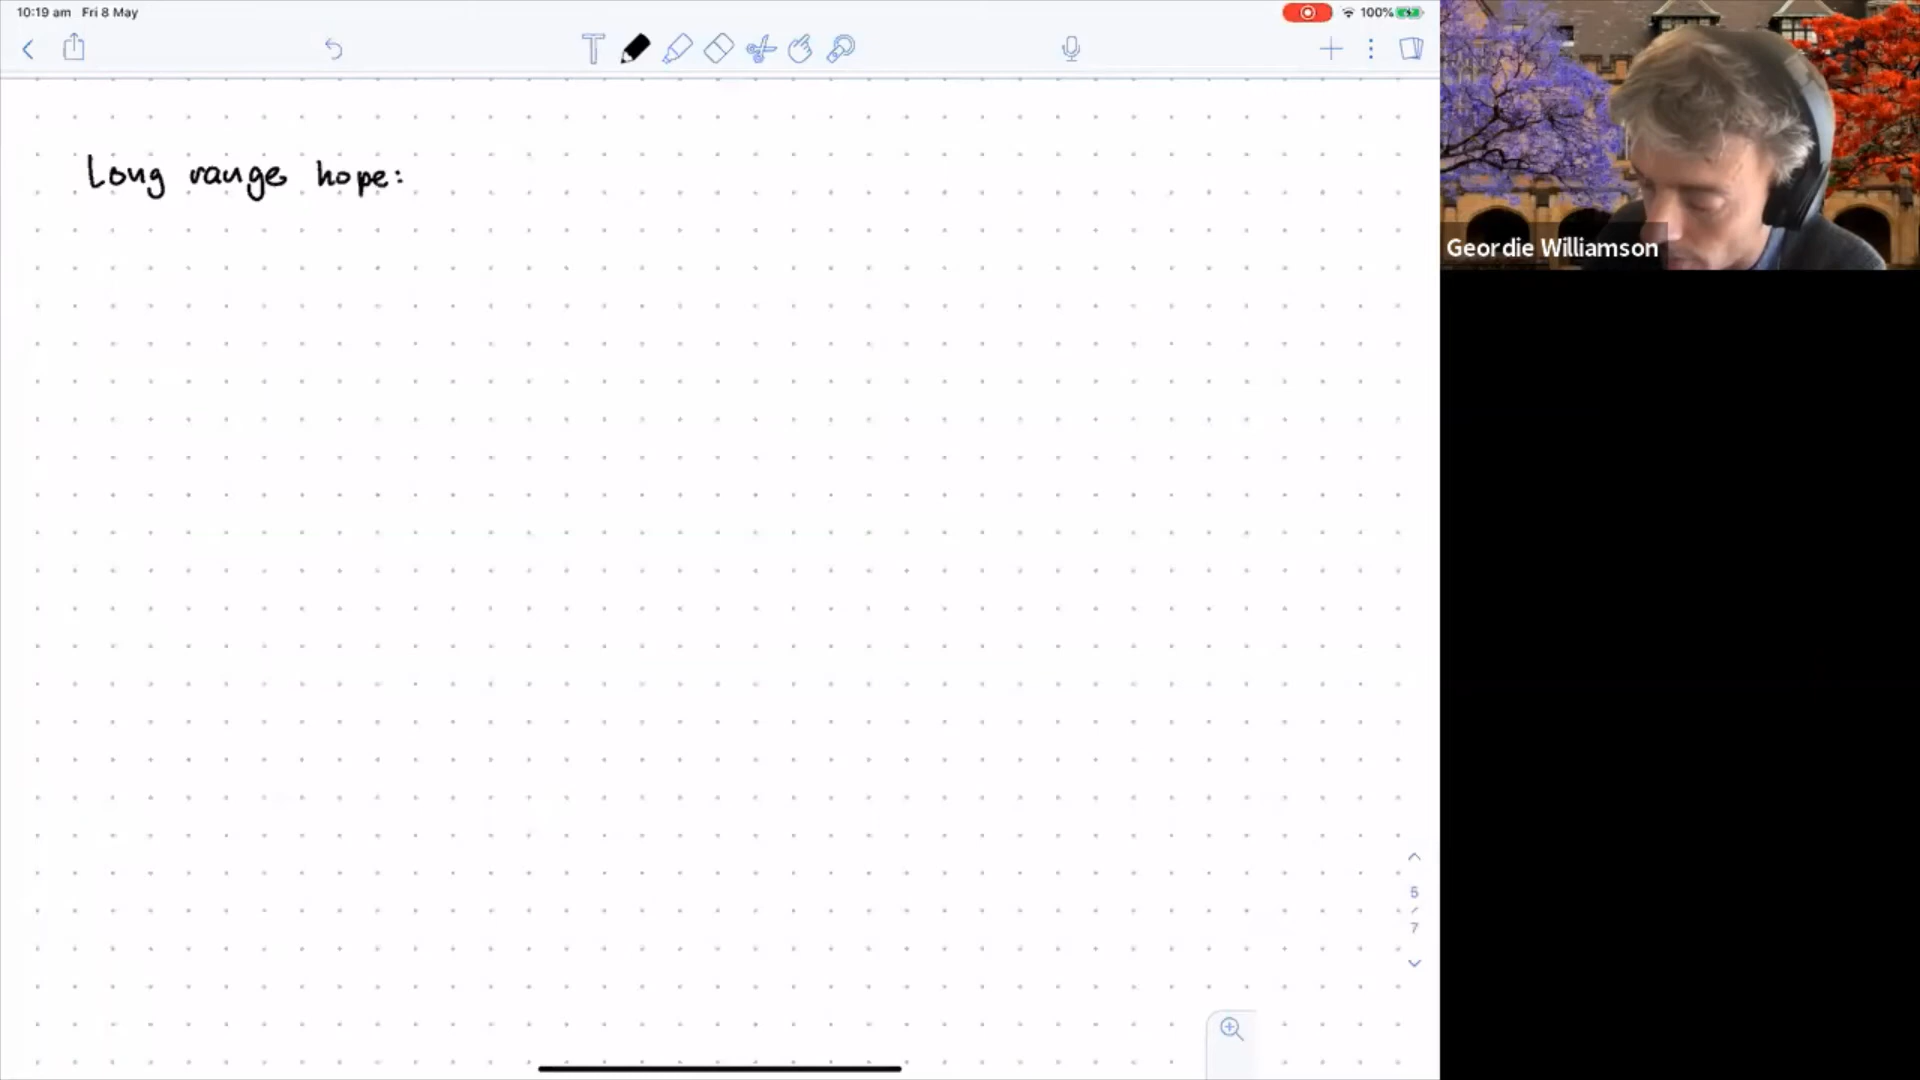 10:19 am Fri 8 May
100%
Long range hope:
Geordie Williamson
5
/
7